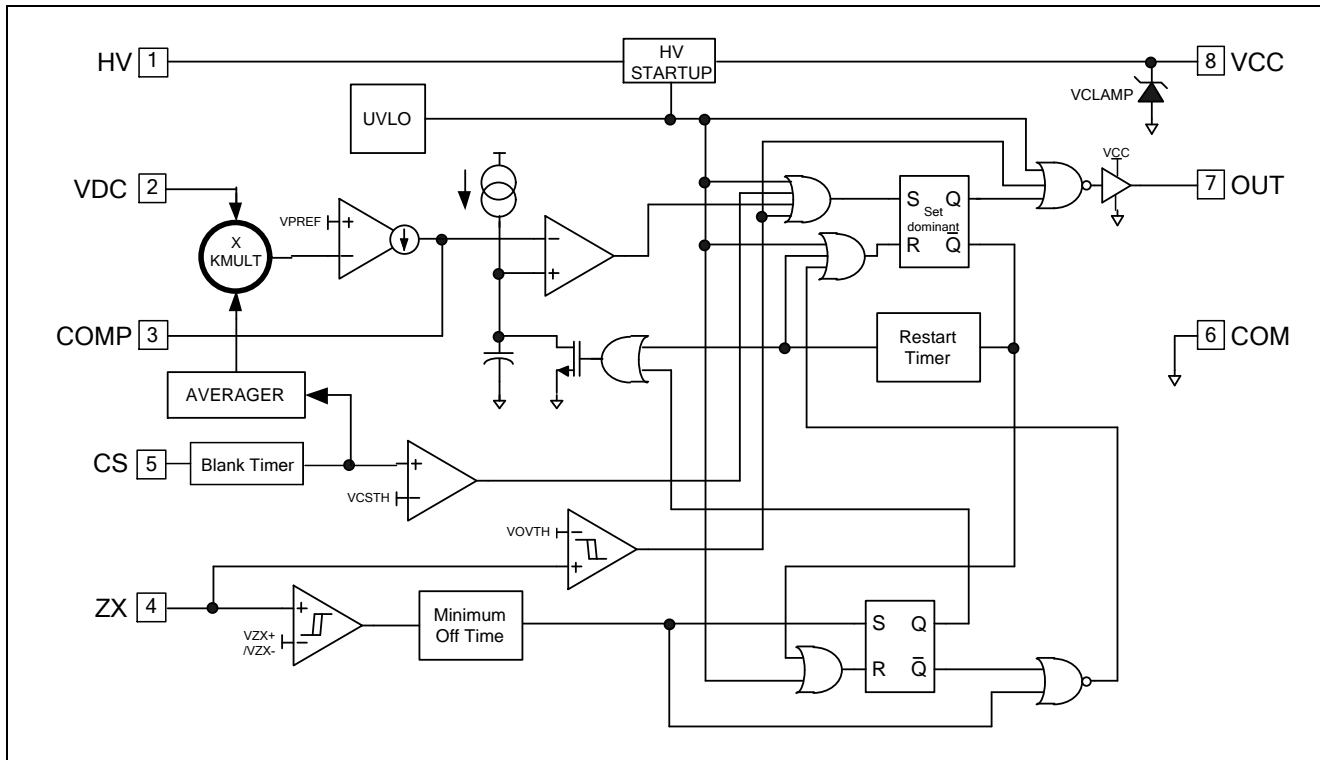 HV 1
HV
STARTUP
8 VCC
VCLAMP
UVLO
VDC 2
VCC
7 OUT
VPREF
+
−
X
KMULT
−
+
S Q
Set
dominant
R Q̅
COMP 3
Restart
Timer
6 COM
AVERAGER
CS 5
Blank Timer
+
VCSTH
−
VOVTH
−
+
ZX 4
+
VZX+
/VZX-
−
Minimum
Off Time
S Q
R Q̅